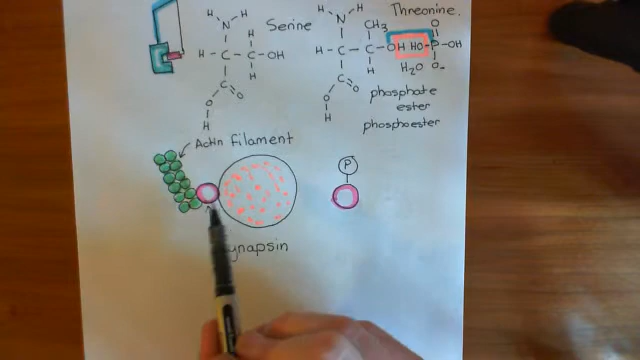 Serine
H H
N
H
H - C - C - OH
H
C
O
O
H
Threonine.
H H
N
CH3
H - C - C - OH HO - P - OH
O
O-
H
H2O
C
O
O
H
phosphate
ester
phosphoester
Actin filament
P
ynapsin